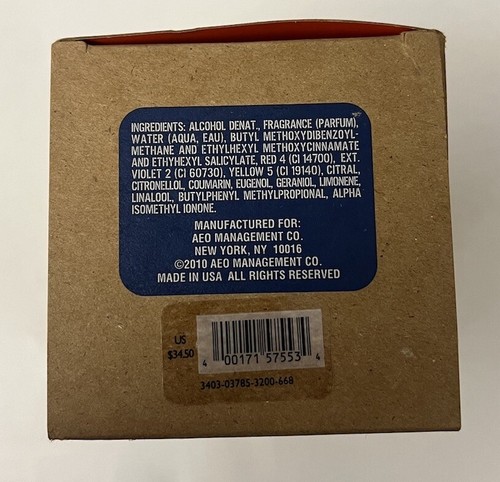 INGREDIENTS: ALCOHOL DENAT., FRAGRANCE (PARFUM),
WATER (AQUA, EAU), BUTYL METHOXYDIBENZOYL-
METHANE AND ETHYLHEXYL METHOXYCINNAMATE
AND ETHYHEXYL SALICYLATE, RED 4 (CI 14700), EXT.
VIOLET 2 (CI 60730), YELLOW 5 (CI 19140), CITRAL,
CITRONELLOL, COUMARIN, EUGENOL, GERANIOL, LIMONENE,
LINALOOL, BUTYLPHENYL METHYLPROPIONAL, ALPHA
ISOMETHYL IONONE.
MANUFACTURED FOR:
AEO MANAGEMENT CO.
NEW YORK, NY 10016
©2010 AEO MANAGEMENT CO.
MADE IN USA ALL RIGHTS RESERVED
US
$34.50
4 00171 57553 4
3403-03785-3200-668